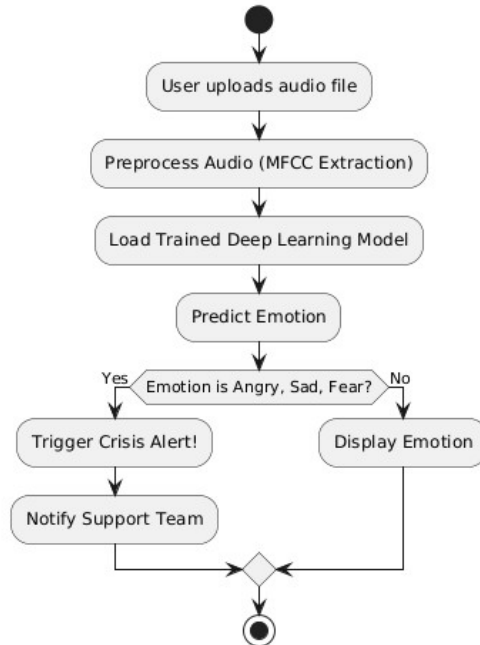 User uploads audio file
Preprocess Audio (MFCC Extraction)
Load Trained Deep Learning Model
Predict Emotion
Yes
Emotion is Angry, Sad, Fear?
No
Trigger Crisis Alert!
Display Emotion
Notify Support Team